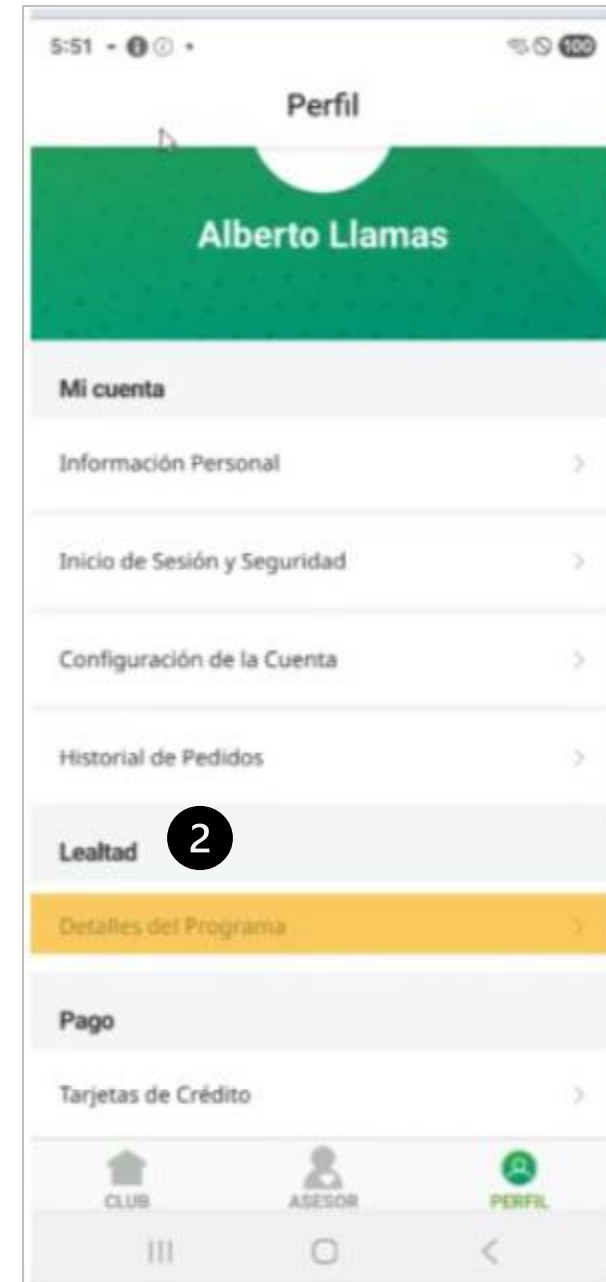 5:51
100
Perfil
Alberto Llamas
Mi cuenta
Información Personal
Inicio de Sesión y Seguridad
Configuración de la Cuenta
Historial de Pedidos
Lealtad
2
Detalles del Programa
Pago
Tarjetas de Crédito
CLUB
ASESOR
PERFIL